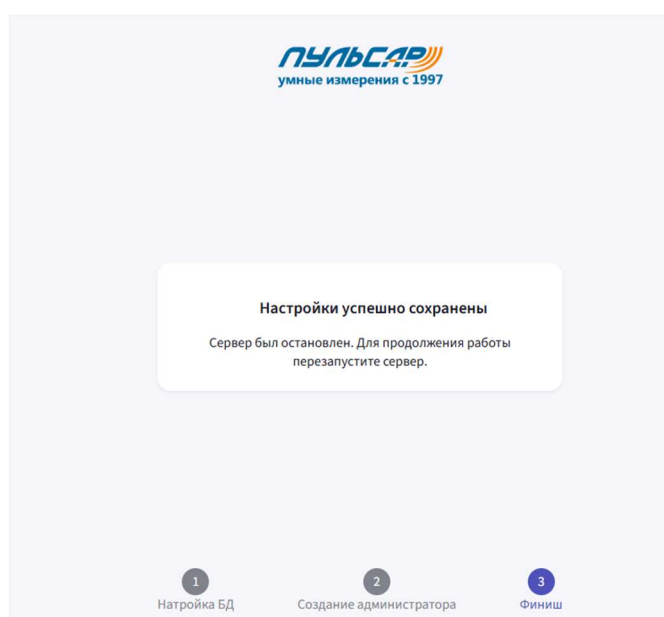 ПУЛЬСАР
умные измерения с 1997
Настройки успешно сохранены
Сервер был остановлен. Для продолжения работы
перезапустите сервер.
1
2
3
Натройка БД
Создание администратора
Финиш